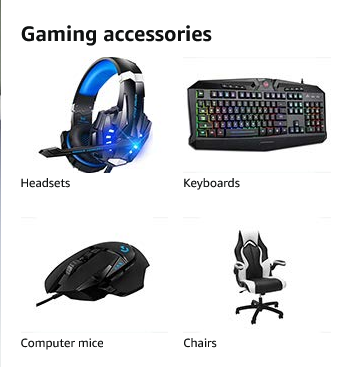 Gaming accessories
Headsets
Keyboards
Computer mice
Chairs